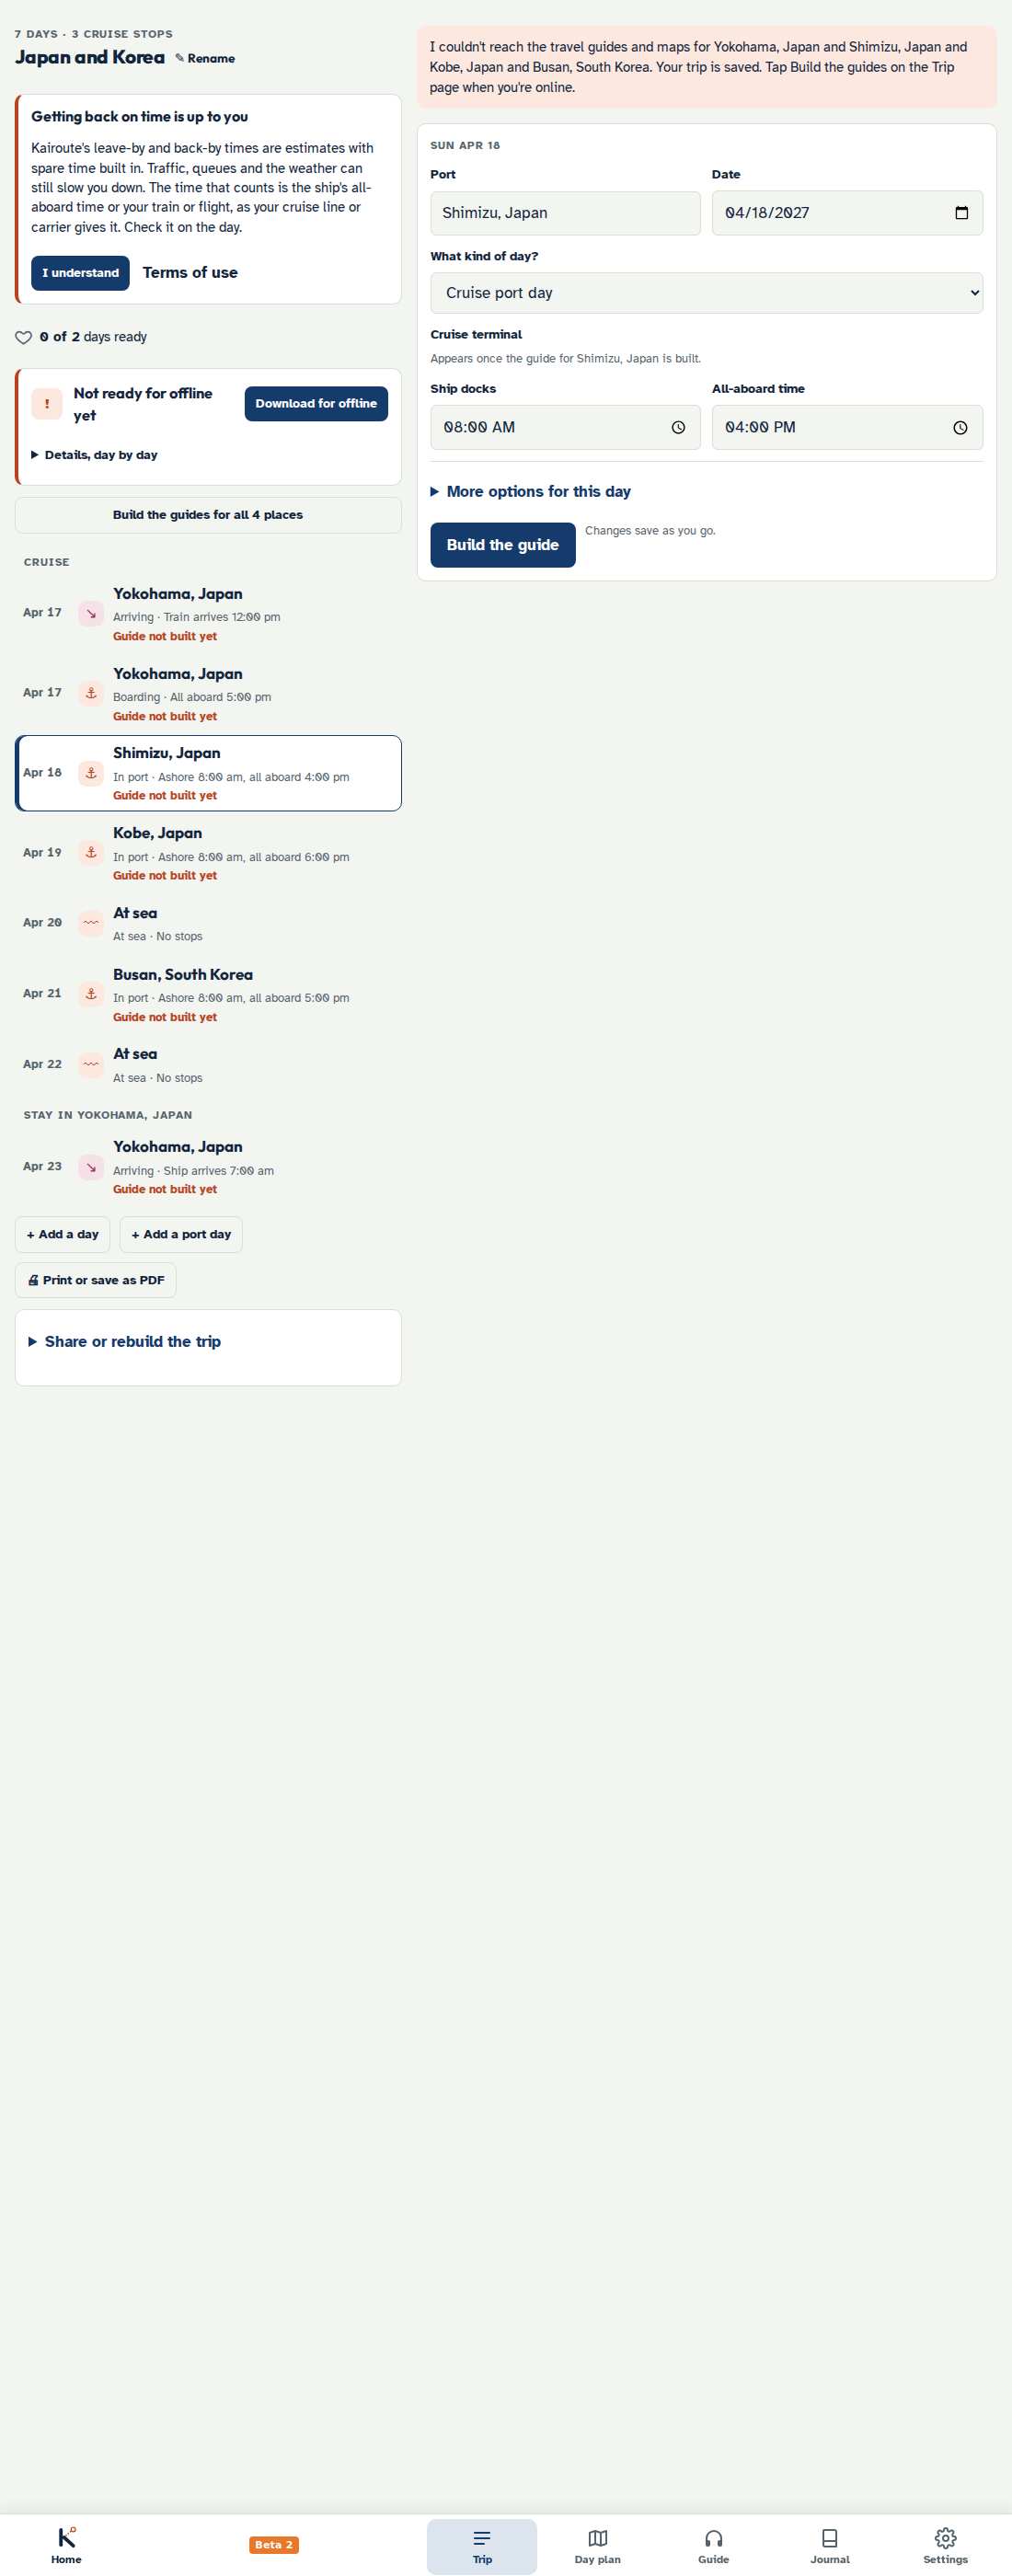 7 DAYS · 3 CRUISE STOPS
Japan and Korea ✎ Rename
Getting back on time is up to you
Kairoute's leave-by and back-by times are estimates with
spare time built in. Traffic, queues and the weather can
still slow you down. The time that counts is the ship's all-
aboard time or your train or flight, as your cruise line or
carrier gives it. Check it on the day.
I understand Terms of use
0 of 2 days ready
! Not ready for offline
yet
Download for offline
Details, day by day
Build the guides for all 4 places
CRUISE
Apr 17
Yokohama, Japan
Arriving · Train arrives 12:00 pm
Guide not built yet
Apr 17
Yokohama, Japan
Boarding · All aboard 5:00 pm
Guide not built yet
Apr 18
Shimizu, Japan
In port · Ashore 8:00 am, all aboard 4:00 pm
Guide not built yet
Apr 19
Kobe, Japan
In port · Ashore 8:00 am, all aboard 6:00 pm
Guide not built yet
Apr 20
At sea
At sea · No stops
Apr 21
Busan, South Korea
In port · Ashore 8:00 am, all aboard 5:00 pm
Guide not built yet
Apr 22
At sea
At sea · No stops
STAY IN YOKOHAMA, JAPAN
Apr 23
Yokohama, Japan
Arriving · Ship arrives 7:00 am
Guide not built yet
+ Add a day + Add a port day
Print or save as PDF
Share or rebuild the trip
I couldn't reach the travel guides and maps for Yokohama, Japan and Shimizu, Japan and
Kobe, Japan and Busan, South Korea. Your trip is saved. Tap Build the guides on the Trip
page when you're online.
SUN APR 18
Port Date
Shimizu, Japan 04/18/2027
What kind of day?
Cruise port day
Cruise terminal
Appears once the guide for Shimizu, Japan is built.
Ship docks All-aboard time
08:00 AM 04:00 PM
More options for this day
Build the guide Changes save as you go.
Home Beta 2 Trip Day plan Guide Journal Settings